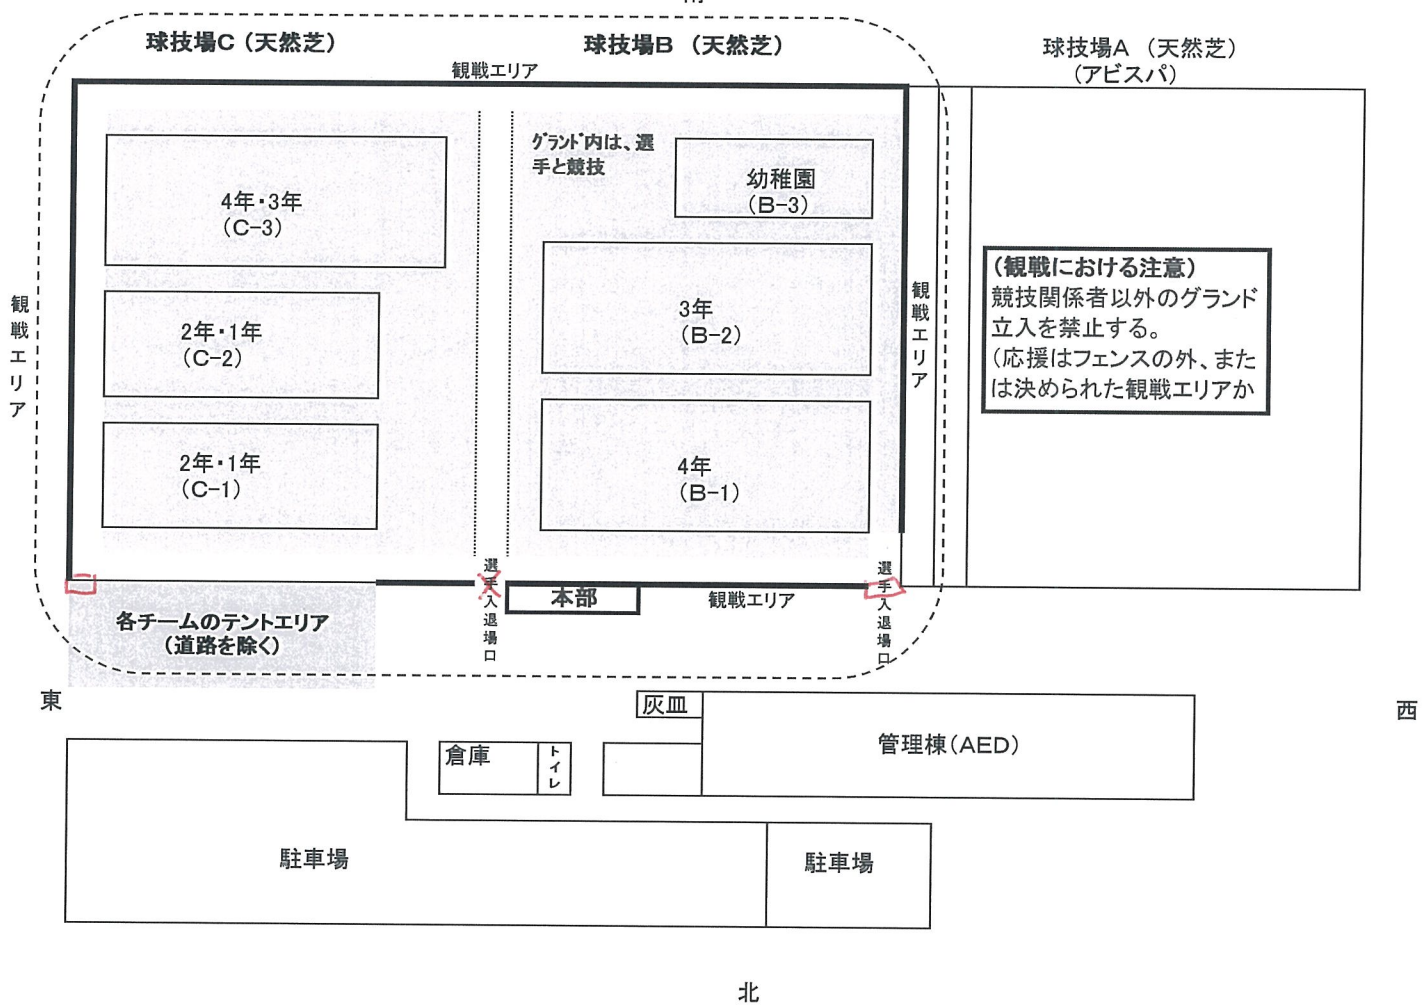 球技場C（天然芝）
球技場B （天然芝）
球技場A （天然芝）
（アビスパ）
観戦エリア
グランド内は、選
手と競技
4年・3年
（C-3）
幼稚園
（B-3）
観戦エリア
2年・1年
（C-2）
3年
（B-2）
観戦エリア
（観戦における注意）
競技関係者以外のグランド
立入を禁止する。
（応援はフェンスの外、また
は決められた観戦エリアか
2年・1年
（C-1）
4年
（B-1）
選手入退場口
本部
観戦エリア
選手入退場口
各チームのテントエリア
（道路を除く）
東
西
灰皿
倉庫
トイレ
管理棟（AED）
駐車場
駐車場
北